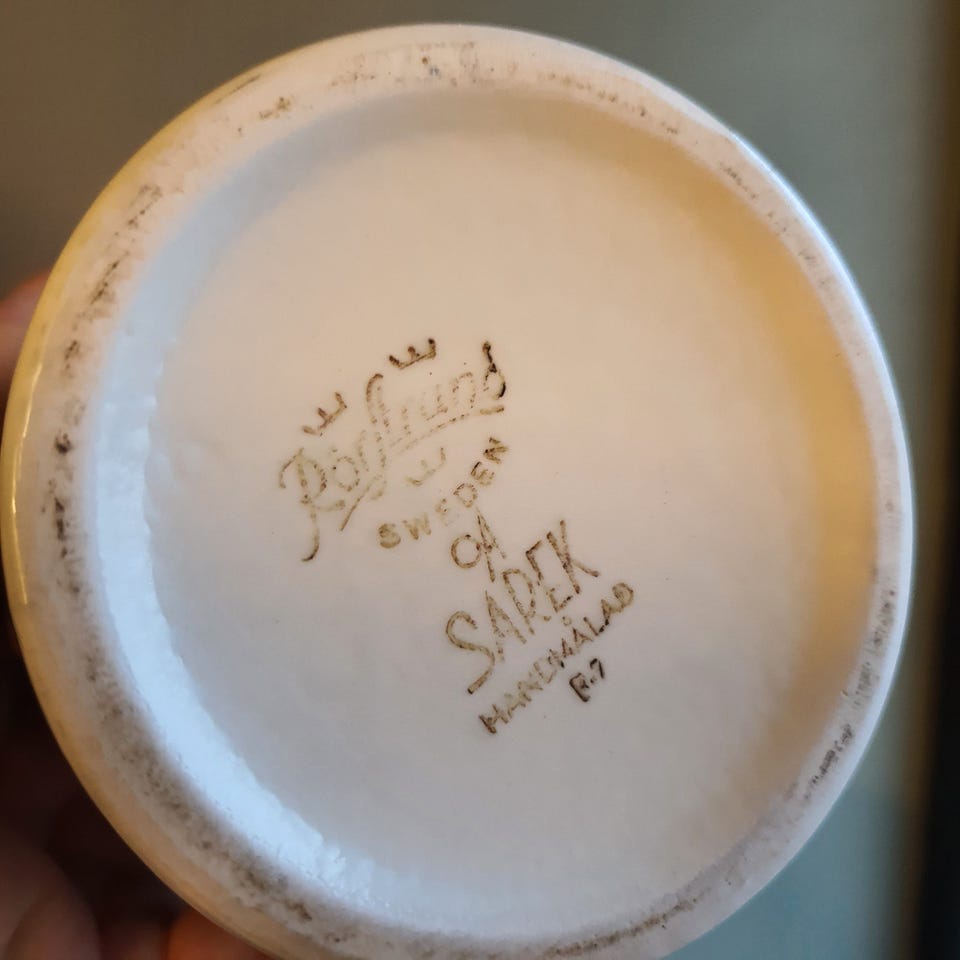 Rörstrand
SWEDEN
OA
SAREK
HANDMÅLAD
R.7